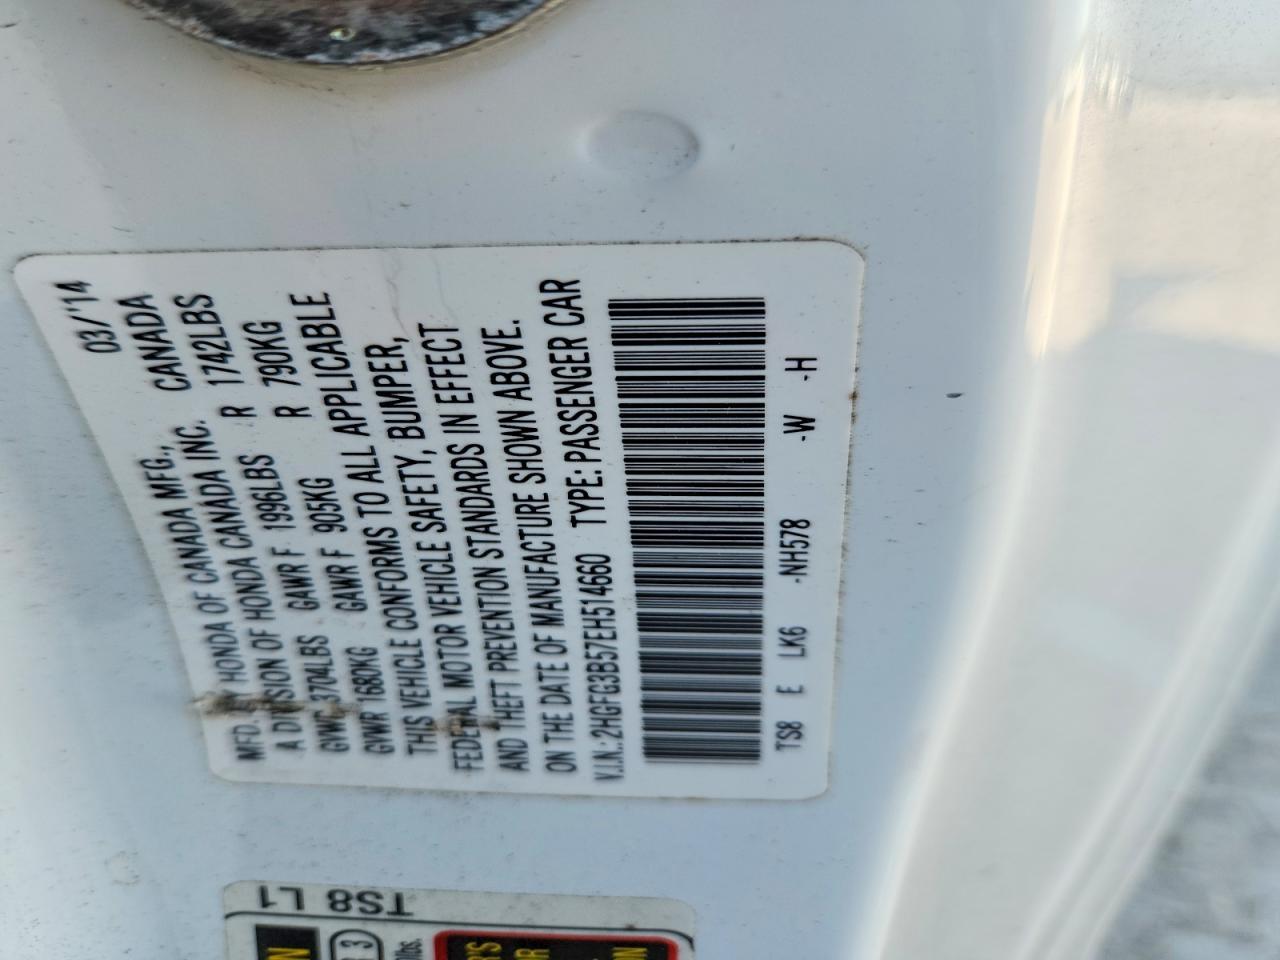 03/'14
MFD. BY HONDA OF CANADA MFG., CANADA
A DIVISION OF HONDA CANADA INC.
GVWR 3704LBS GAWR F 1996LBS R 1742LBS
GVWR 1680KG GAWR F 905KG R 790KG
THIS VEHICLE CONFORMS TO ALL APPLICABLE
FEDERAL MOTOR VEHICLE SAFETY, BUMPER,
AND THEFT PREVENTION STANDARDS IN EFFECT
ON THE DATE OF MANUFACTURE SHOWN ABOVE.
V.I.N.: 2HGFG3B57EH514660 TYPE: PASSENGER CAR
TS8 E LK6 -NH578 -W -H
TS8 L1
3
lbs.